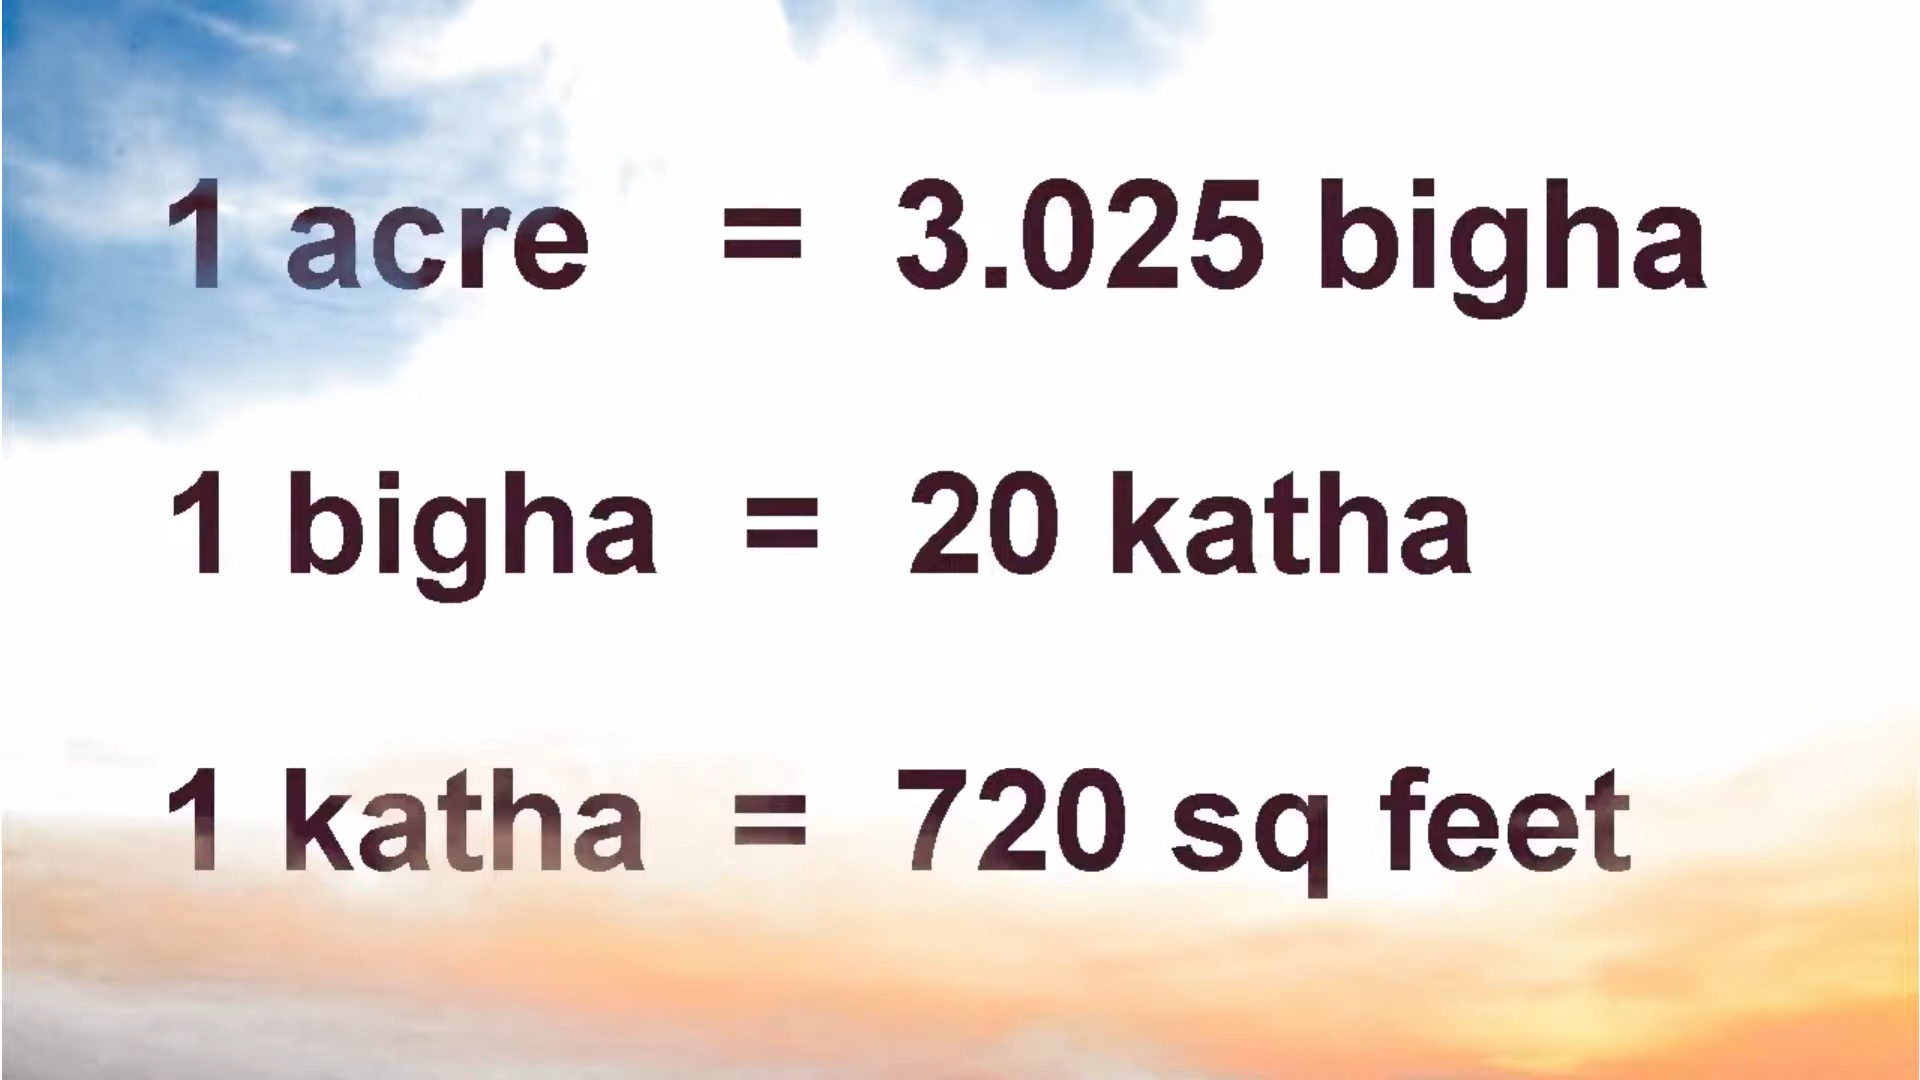 1 acre = 3.025 bigha
1 bigha = 20 katha
1 katha = 720 sq feet